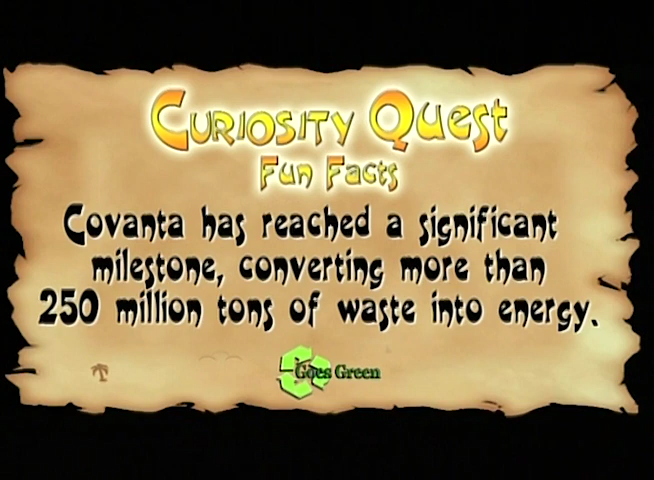 Curiosity Quest
Fun Facts
Covanta has reached a significant
milestone, converting more than
250 million tons of waste into energy.
Goes Green